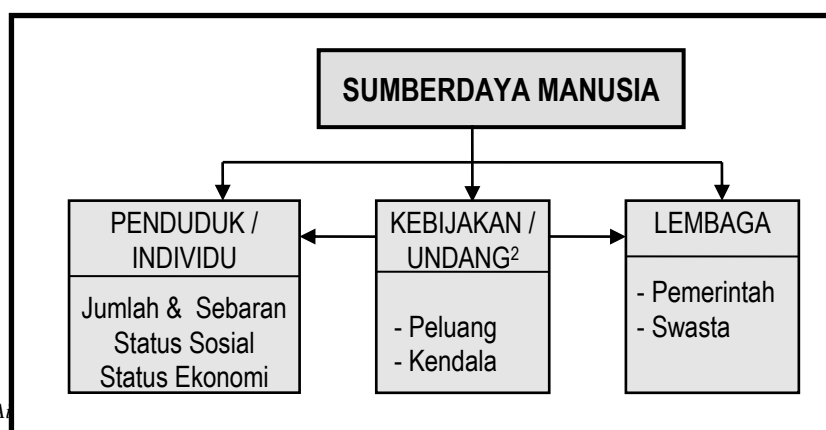 SUMBERDAYA MANUSIA
PENDUDUK /
INDIVIDU
Jumlah & Sebaran
Status Sosial
Status Ekonomi
KEBIJAKAN /
UNDANG²
- Peluang
- Kendala
LEMBAGA
- Pemerintah
- Swasta